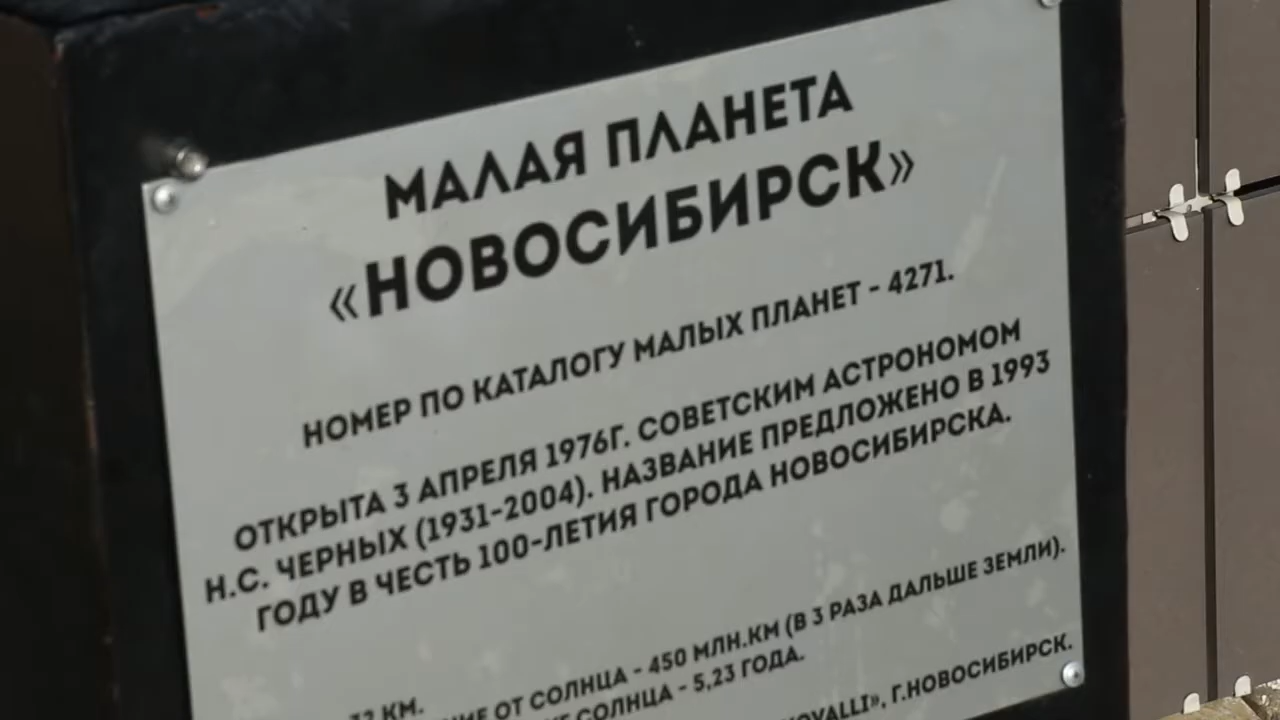 МАЛАЯ ПЛАНЕТА
«НОВОСИБИРСК»
НОМЕР ПО КАТАЛОГУ МАЛЫХ ПЛАНЕТ - 4271.
ОТКРЫТА 3 АПРЕЛЯ 1976Г. СОВЕТСКИМ АСТРОНОМОМ
Н.С. ЧЕРНЫХ (1931-2004). НАЗВАНИЕ ПРЕДЛОЖЕНО В 1993
ГОДУ В ЧЕСТЬ 100-ЛЕТИЯ ГОРОДА НОВОСИБИРСКА.
КМ.
ОТ СОЛНЦА - 450 МЛН.КМ (В 3 РАЗА ДАЛЬШЕ ЗЕМЛИ).
СОЛНЦА - 5,23 ГОДА.
Г.НОВОСИБИРСК.